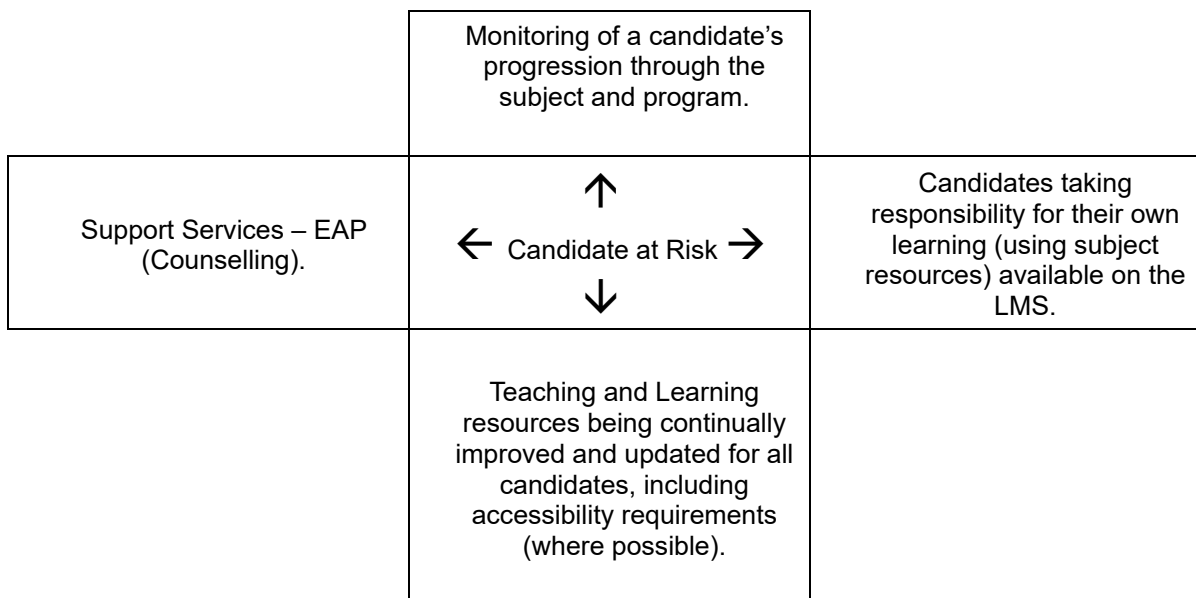 Monitoring of a candidate’s
progression through the
subject and program.
Support Services – EAP
(Counselling).
↑
← Candidate at Risk →
↓
Candidates taking
responsibility for their own
learning (using subject
resources) available on the
LMS.
Teaching and Learning
resources being continually
improved and updated for all
candidates, including
accessibility requirements
(where possible).